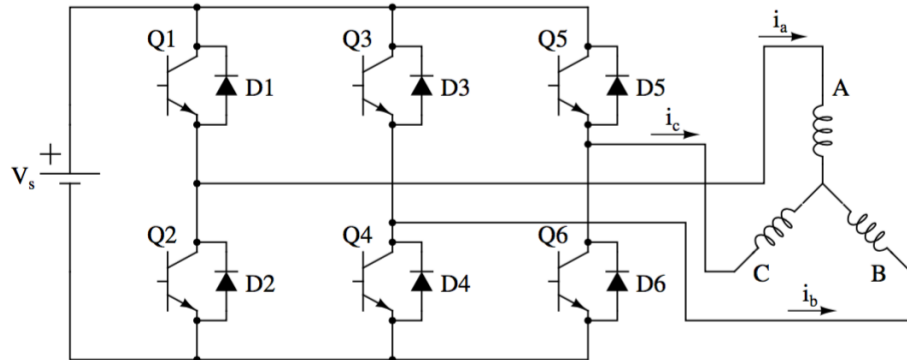 i_a
Q1
Q3
Q5
D1
D3
D5
A
i_c
+
V_s
Q2
Q4
Q6
D2
D4
D6
C
B
i_b